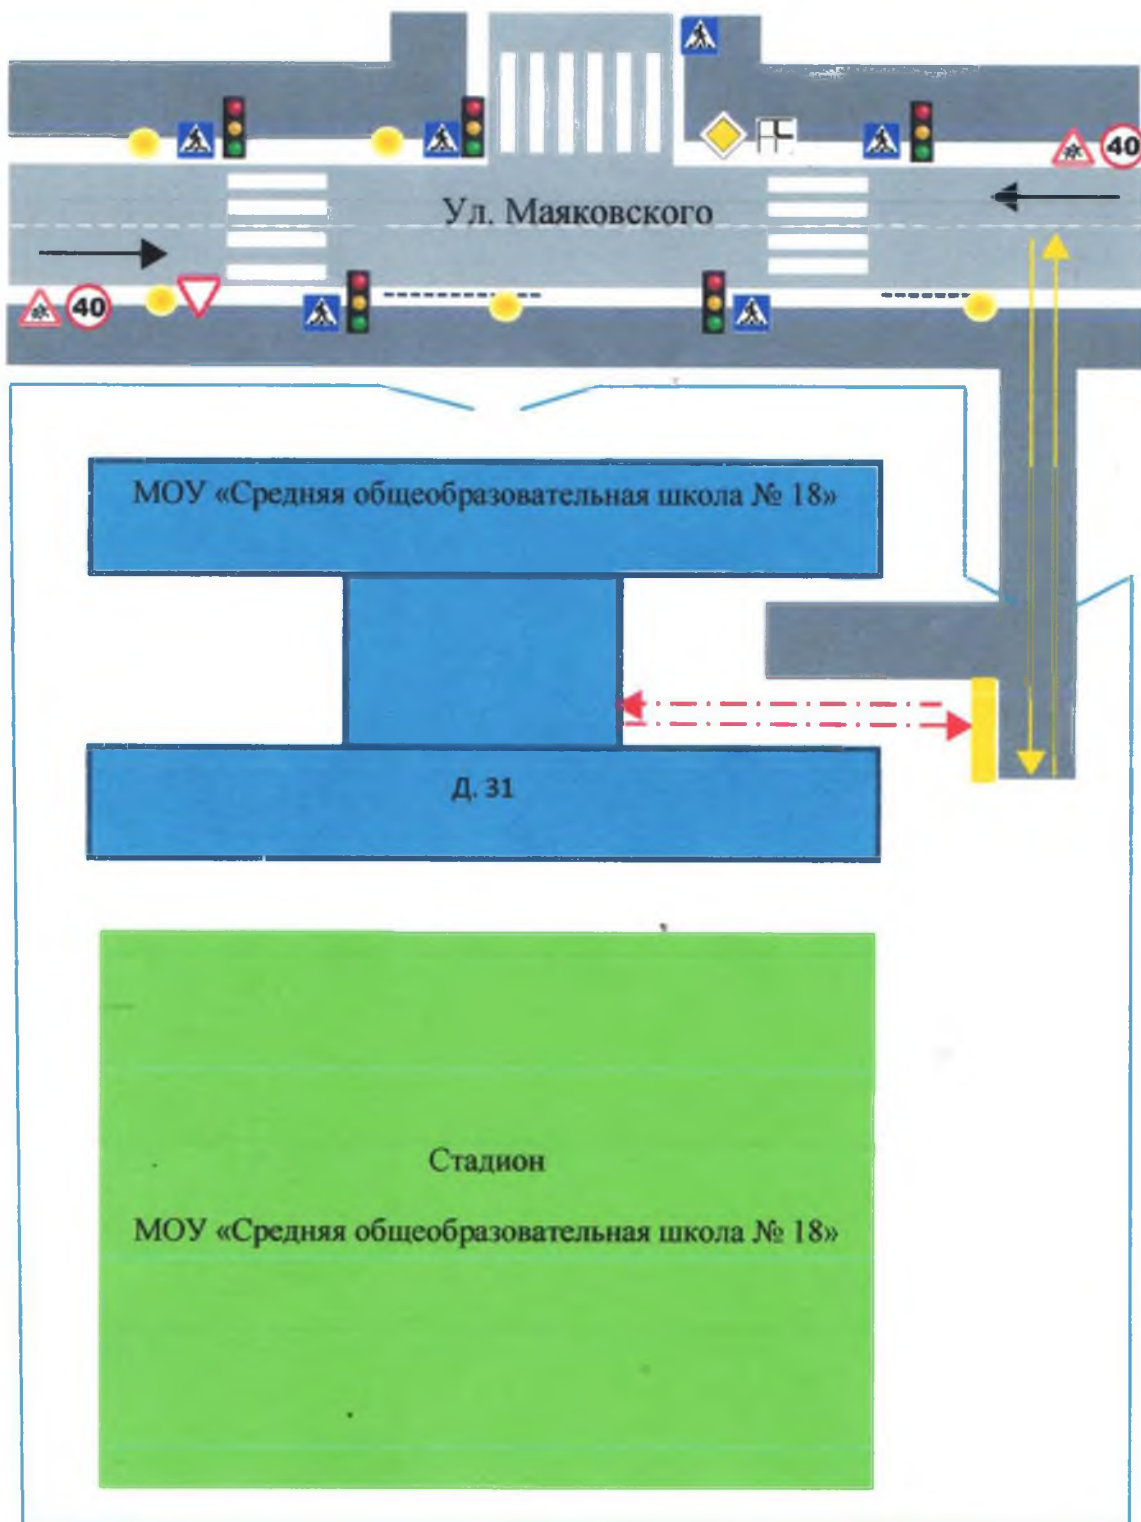 40
Ул. Маяковского
40
МОУ «Средняя общеобразовательная школа № 18»
Д. 31
Стадион
МОУ «Средняя общеобразовательная школа № 18»